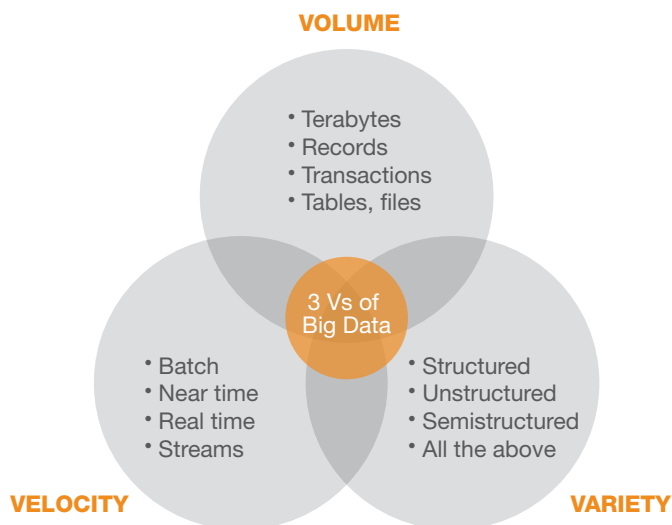 VOLUME
• Terabytes
• Records
• Transactions
• Tables, files
3 Vs of
Big Data
• Batch
• Near time
• Real time
• Streams
• Structured
• Unstructured
• Semistructured
• All the above
VELOCITY
VARIETY